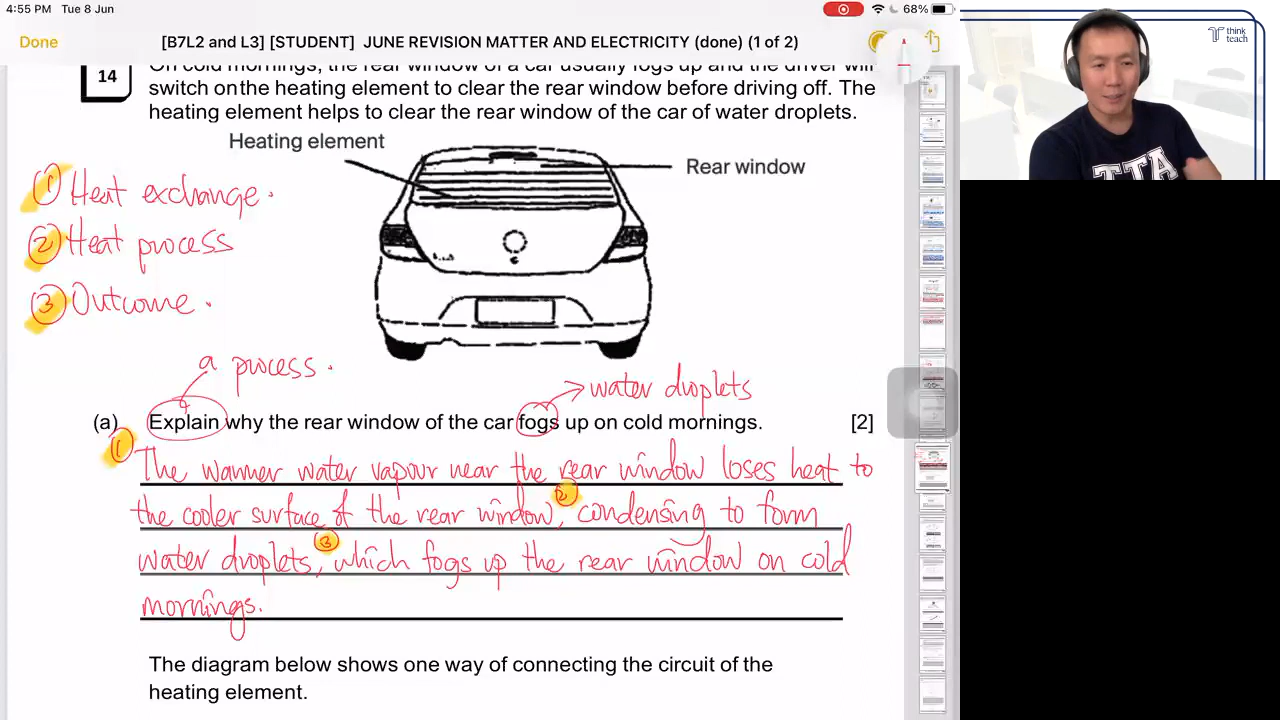 4:55 PM Tue 8 Jun
68%
Done
[B7L2 and L3] [STUDENT] JUNE REVISION MATTER AND ELECTRICITY (done) (1 of 2)
think
teach
14
On cold mornings, the rear window of a car usually fogs up and the driver will
switch on the heating element to clear the rear window before driving off. The
heating element helps to clear the rear window of the car of water droplets.
Heating element
Rear window
① Heat exchange.
② Heat process
③ Outcome.
a process.
water droplets
(a) Explain why the rear window of the car fogs up on cold mornings. [2]
① The warmer water vapour near the rear window loses heat to
the cooler surface of the rear window ②, condensing to form
water droplets ③, which fogs up the rear window on cold
mornings.
The diagram below shows one way of connecting the circuit of the
heating element.
TTA